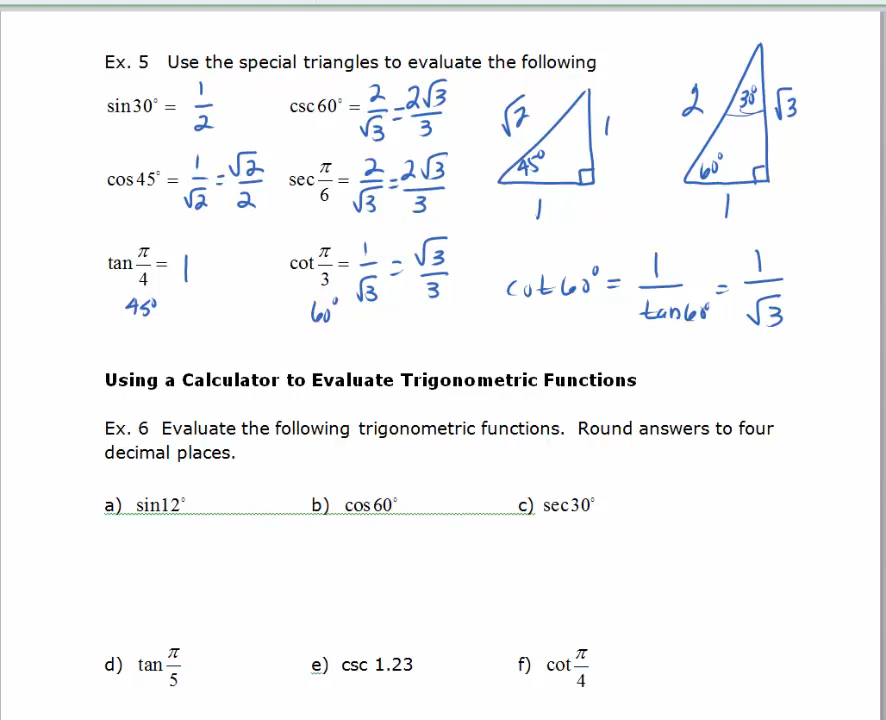 Ex. 5 Use the special triangles to evaluate the following
sin30° = 1/2 csc60° = 2/√3 = 2√3/3
cos45° = 1/√2 = √2/2 sec π/6 = 2/√3 = 2√3/3
tan π/4 = 1 cot π/3 = 1/√3 = √3/3
45° 60°
√2 1 45° 1
2 30° √3 60° 1
cot60° = 1/tan60° = 1/√3
Using a Calculator to Evaluate Trigonometric Functions
Ex. 6 Evaluate the following trigonometric functions. Round answers to four
decimal places.
a) sin12° b) cos60° c) sec30°
d) tan π/5 e) csc 1.23 f) cot π/4